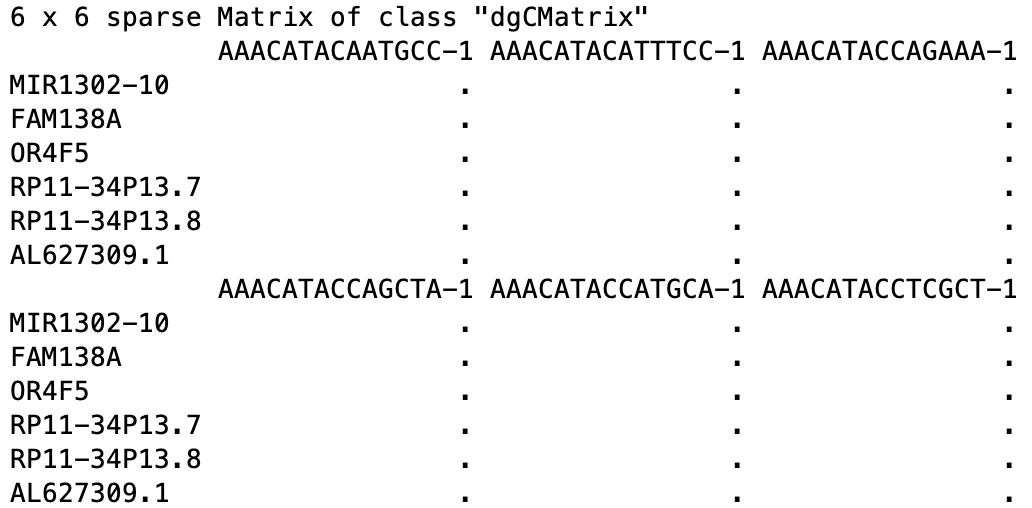 6 x 6 sparse Matrix of class "dgCMatrix"
AAACATACAATGCC-1 AAACATACATTTCC-1 AAACATACCAGAAA-1
MIR1302-10 . . .
FAM138A . . .
OR4F5 . . .
RP11-34P13.7 . . .
RP11-34P13.8 . . .
AL627309.1 . . .
AAACATACCAGCTA-1 AAACATACCATGCA-1 AAACATACCTCGCT-1
MIR1302-10 . . .
FAM138A . . .
OR4F5 . . .
RP11-34P13.7 . . .
RP11-34P13.8 . . .
AL627309.1 . . .